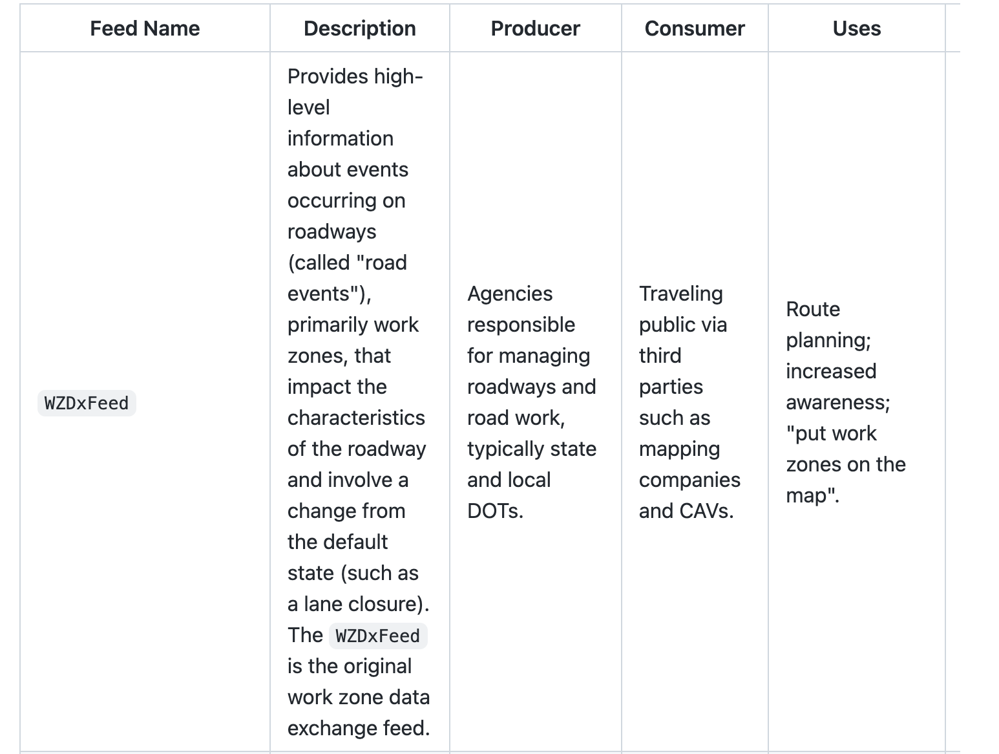 Feed Name
Description
Producer
Consumer
Uses
WZDxFeed
Provides high-
level
information
about events
occurring on
roadways
(called "road
events"),
primarily work
zones, that
impact the
characteristics
of the roadway
and involve a
change from
the default
state (such as
a lane closure).
The WZDxFeed
is the original
work zone data
exchange feed.
Agencies
responsible
for managing
roadways and
road work,
typically state
and local
DOTs.
Traveling
public via
third
parties
such as
mapping
companies
and CAVs.
Route
planning;
increased
awareness;
"put work
zones on the
map".